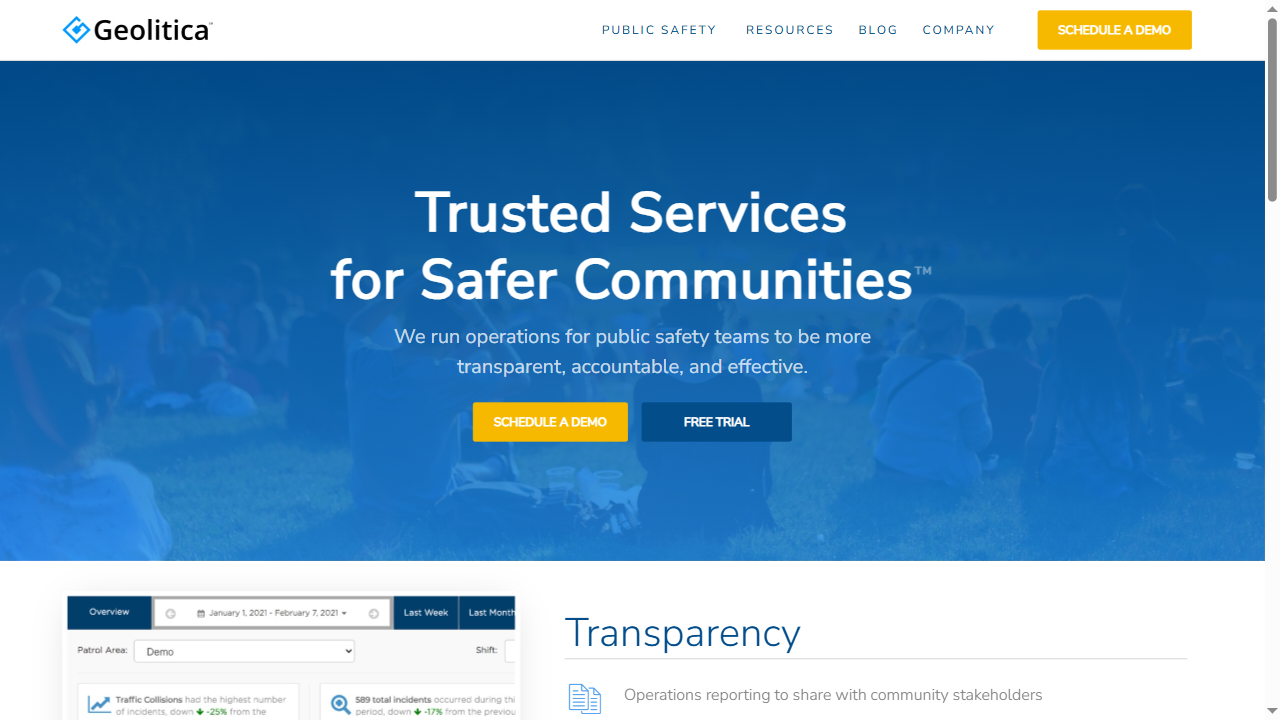 Geolitica
PUBLIC SAFETY
RESOURCES
BLOG
COMPANY
SCHEDULE A DEMO
Trusted Services
for Safer Communities™
We run operations for public safety teams to be more
transparent, accountable, and effective.
SCHEDULE A DEMO
FREE TRIAL
Overview
January 1, 2021 - February 7, 2021
Last Week
Last Month
Patrol Area:
Demo
Shift:
Traffic Collisions had the highest number
of incidents, down -25% from the
589 total incidents occurred during thi
period, down -17% from the previou
Transparency
Operations reporting to share with community stakeholders